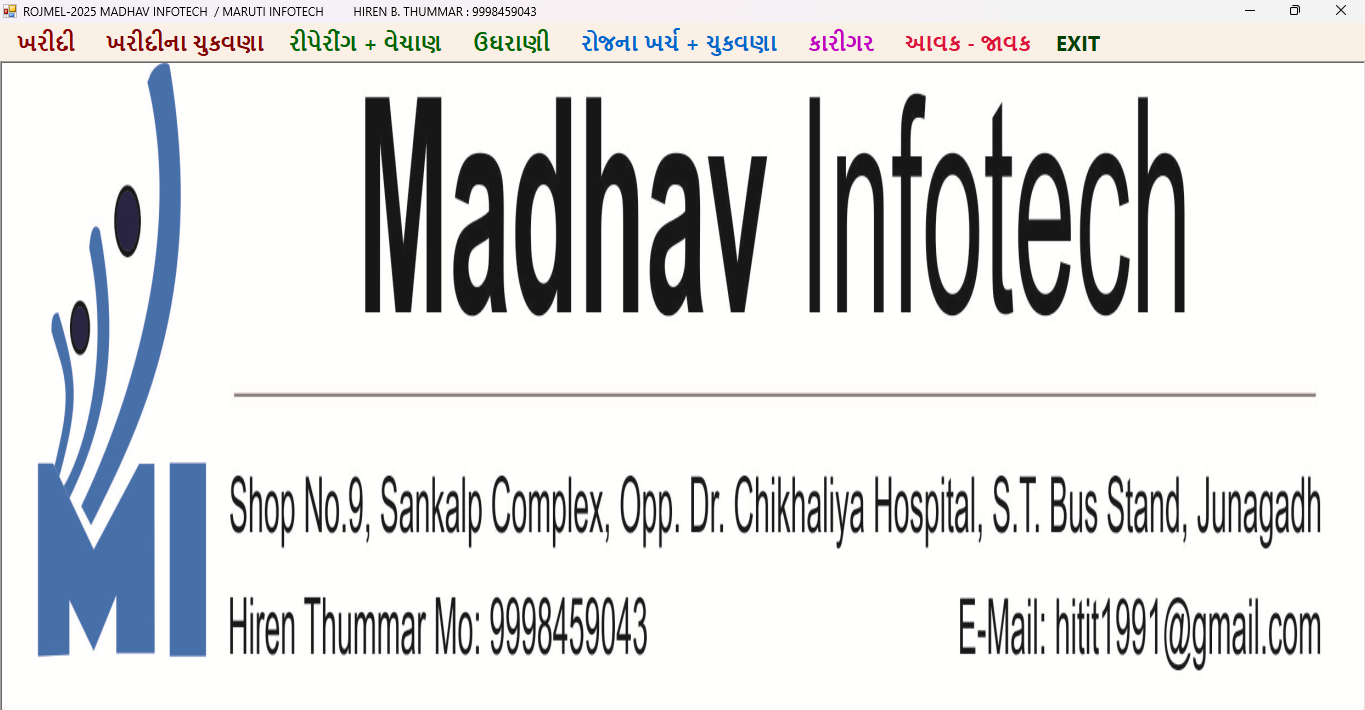 ROJMEL-2025 MADHAV INFOTECH / MARUTI INFOTECH HIREN B. THUMMAR : 9998459043
ખરીદી ખરીદીના ચુકવણા રીપેરીંગ + વેચાણ ઉઘરાણી રોજના ખર્ચ + ચુકવણા કારીગર આવક - જાવક EXIT
Madhav Infotech
Shop No.9, Sankalp Complex, Opp. Dr. Chikhaliya Hospital, S.T. Bus Stand, Junagadh
Hiren Thummar Mo: 9998459043 E-Mail: hitit1991@gmail.com
MI